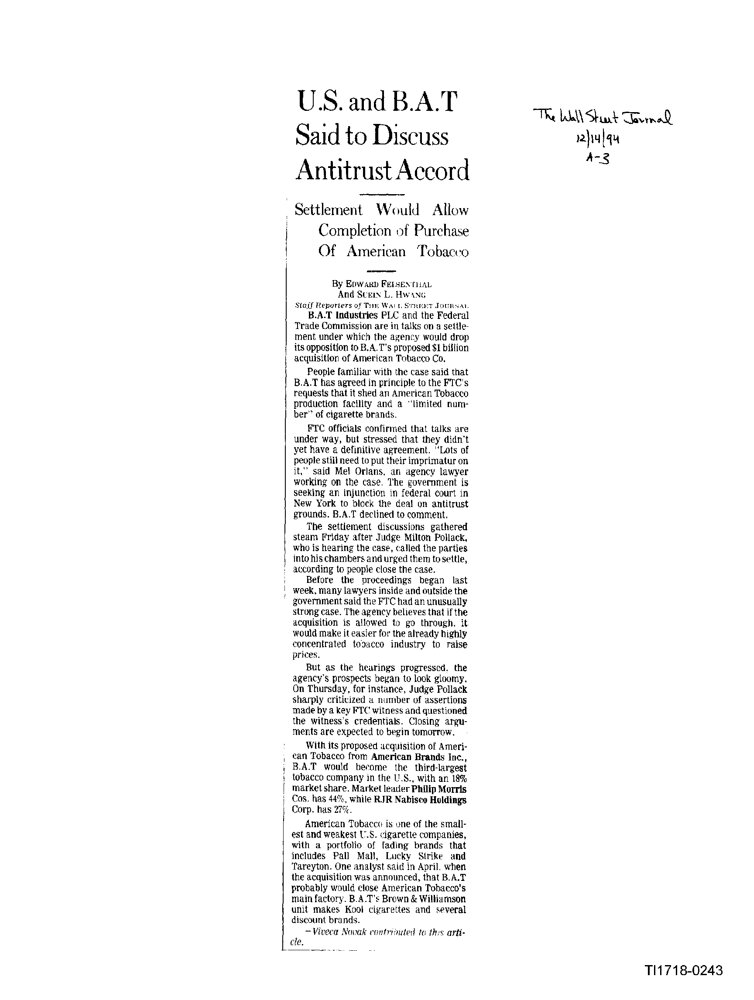 U.S. and B.A.T
Said to Discuss
Antitrust Accord
Settlement Would Allow
Completion of Purchase
Of American Tobacco
By EDWARD FELSENTHAL
And SUEIN L. HWANG
Staff Reporters of THE WALL STREET JOURNAL
B.A.T Industries PLC and the Federal
Trade Commission are in talks on a settle-
ment under which the agency would drop
its opposition to B.A.T's proposed $1 billion
acquisition of American Tobacco Co.
People familiar with the case said that
B.A.T has agreed in principle to the FTC's
requests that it shed an American Tobacco
production facility and a "limited num-
ber" of cigarette brands.
FTC officials confirmed that talks are
under way, but stressed that they didn't
yet have a definitive agreement. "Lots of
people still need to put their imprimatur on
it," said Mel Orlans, an agency lawyer
working on the case. The government is
seeking an injunction in federal court in
New York to block the deal on antitrust
grounds. B.A.T declined to comment.
The settlement discussions gathered
steam Friday after Judge Milton Pollack,
who is hearing the case, called the parties
into his chambers and urged them to settle,
according to people close the case.
Before the proceedings began last
week, many lawyers inside and outside the
government said the FTC had an unusually
strong case. The agency believes that if the
acquisition is allowed to go through, it
would make it easier for the already highly
concentrated tobacco industry to raise
prices.
But as the hearings progressed, the
agency's prospects began to look gloomy.
On Thursday, for instance, Judge Pollack
sharply criticized a number of assertions
made by a key FTC witness and questioned
the witness's credentials. Closing argu-
ments are expected to begin tomorrow.
With its proposed acquisition of Ameri-
can Tobacco from American Brands Inc.,
B.A.T would become the third-largest
tobacco company in the U.S., with an 18%
market share. Market leader Philip Morris
Cos. has 44%, while RJR Nabisco Holdings
Corp. has 27%.
American Tobacco is one of the small-
est and weakest U.S. cigarette companies,
with a portfolio of fading brands that
includes Pall Mall, Lucky Strike and
Tareyton. One analyst said in April, when
the acquisition was announced, that B.A.T
probably would close American Tobacco's
main factory. B.A.T's Brown & Williamson
unit makes Kool cigarettes and several
discount brands.
—Viveca Novak contributed to this arti-
cle.
The Wall Street Journal
12/14/94
A-3
TI1718-0243